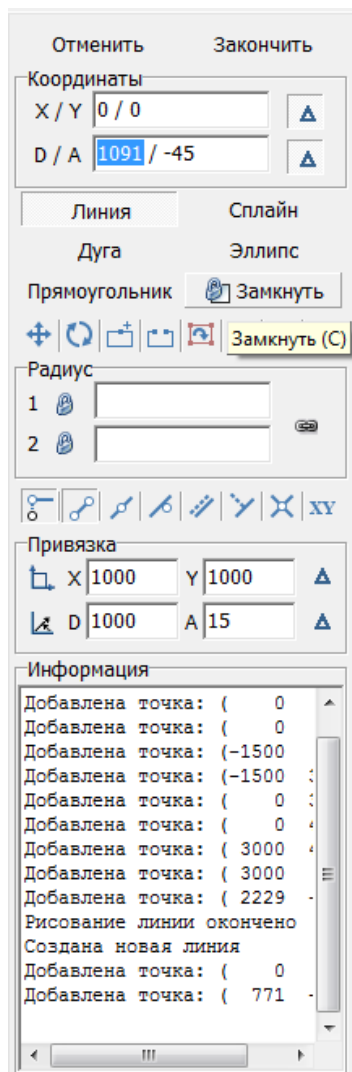 Отменить Закончить
Координаты
X / Y 0 / 0
D / A 1091 / -45
Линия Сплайн
Дуга Эллипс
Прямоугольник Замкнуть
Замкнуть (C)
Радиус
1
2
XY
Привязка
X 1000 Y 1000
D 1000 A 15
Информация
Добавлена точка: ( 0
Добавлена точка: ( 0
Добавлена точка: (-1500
Добавлена точка: (-1500
Добавлена точка: ( 0
Добавлена точка: ( 0
Добавлена точка: ( 3000
Добавлена точка: ( 3000
Добавлена точка: ( 2229 -
Рисование линии окончено
Создана новая линия
Добавлена точка: ( 0
Добавлена точка: ( 771 -